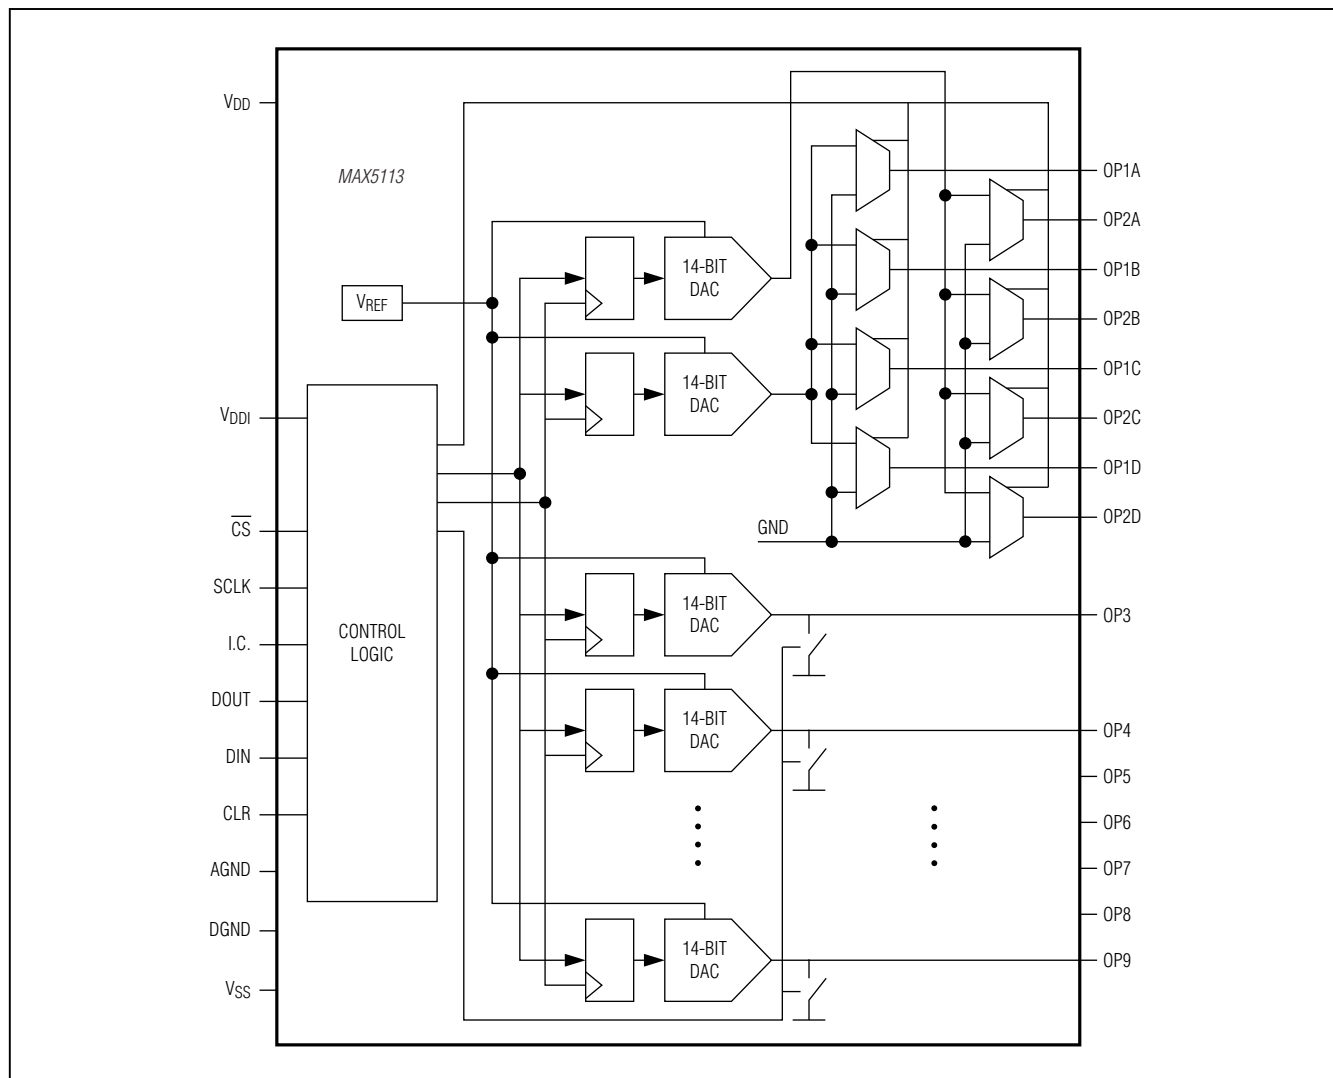 VDD
MAX5113
VREF
VDDI
CS
SCLK
I.C.
DOUT
DIN
CLR
AGND
DGND
VSS
CONTROL
LOGIC
14-BIT
DAC
14-BIT
DAC
14-BIT
DAC
14-BIT
DAC
14-BIT
DAC
GND
OP1A
OP2A
OP1B
OP2B
OP1C
OP2C
OP1D
OP2D
OP3
OP4
OP5
OP6
OP7
OP8
OP9